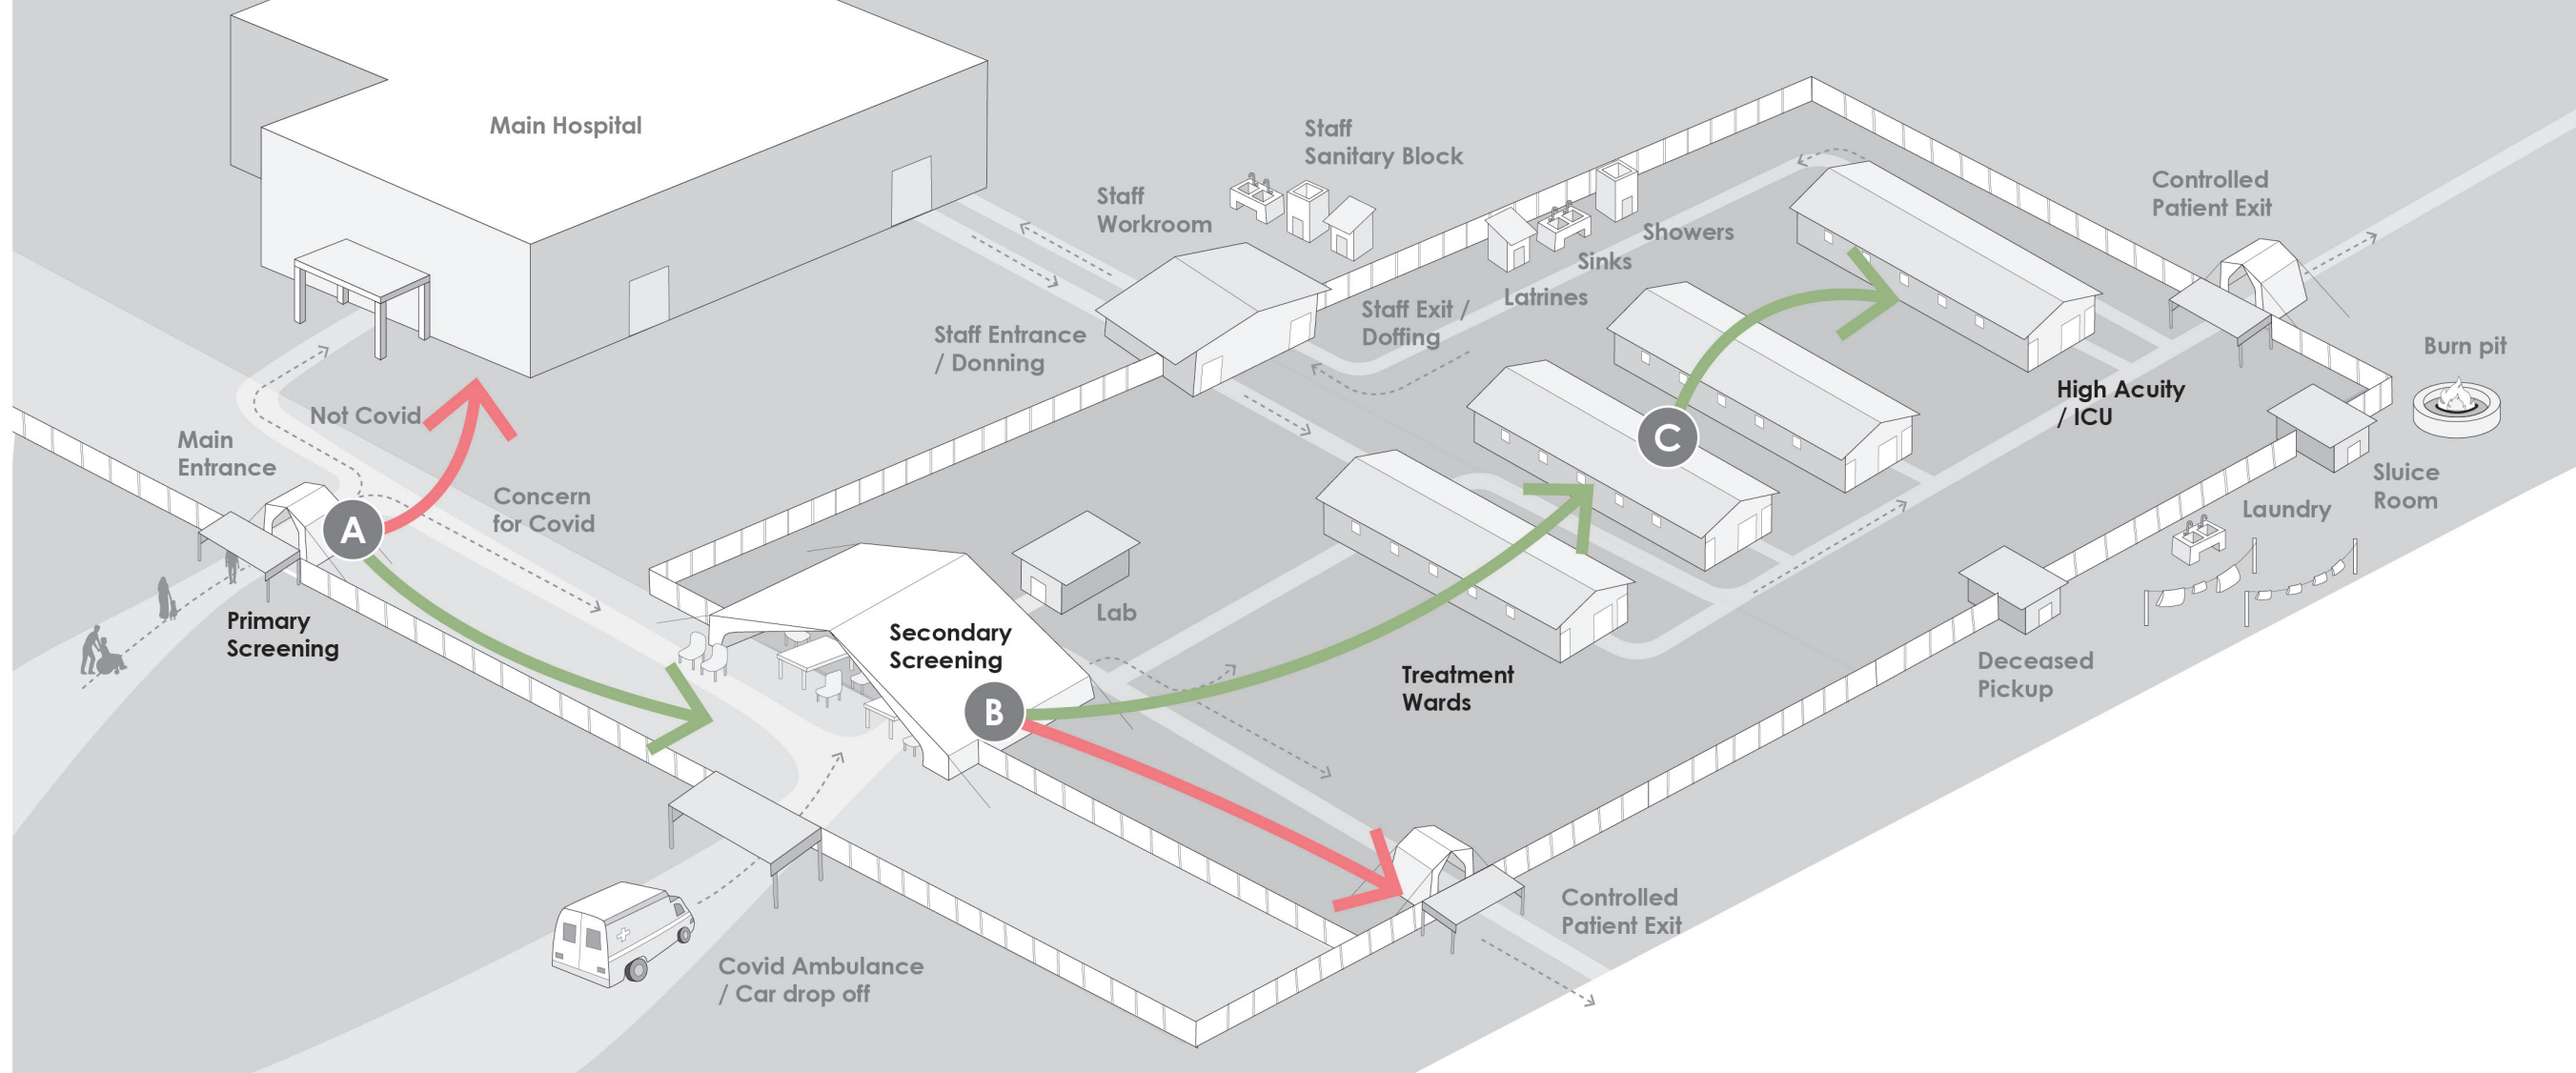 Main Hospital
Staff
Sanitary Block
Staff
Workroom
Controlled
Patient Exit
Showers
Sinks
Latrines
Staff Exit /
Doffing
Staff Entrance
/ Donning
Burn pit
High Acuity
/ ICU
Not Covid
Main
Entrance
C
Sluice
Room
Concern
for Covid
Laundry
A
Primary
Screening
Lab
Secondary
Screening
Deceased
Pickup
Treatment
Wards
B
Controlled
Patient Exit
Covid Ambulance
/ Car drop off